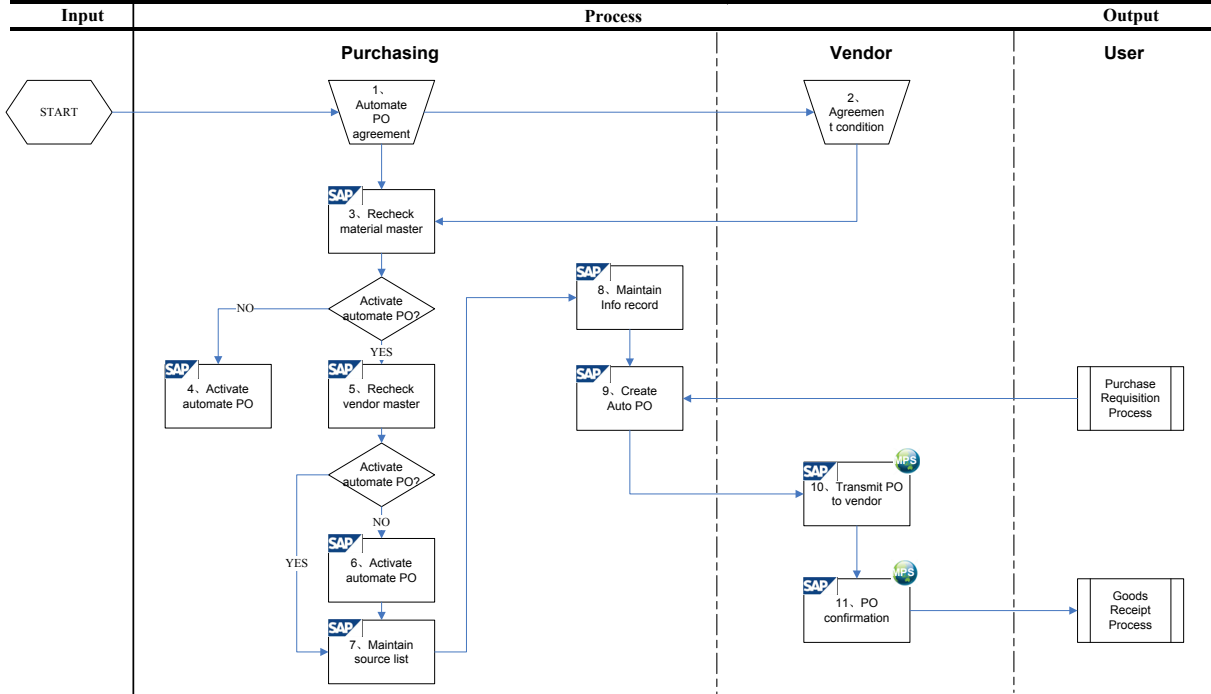 Input
Process
Output
Purchasing
Vendor
User
START
1、
Automate
PO
agreement
2、
Agreemen
t condition
SAP
3、Recheck
material master
Activate
automate PO?
NO
YES
SAP
4、Activate
automate PO
SAP
5、Recheck
vendor master
Activate
automate PO?
NO
YES
SAP
6、Activate
automate PO
SAP
7、Maintain
source list
SAP
8、Maintain
Info record
SAP
9、Create
Auto PO
Purchase
Requisition
Process
SAP
MPS
10、Transmit PO
to vendor
SAP
MPS
11、PO
confirmation
Goods
Receipt
Process